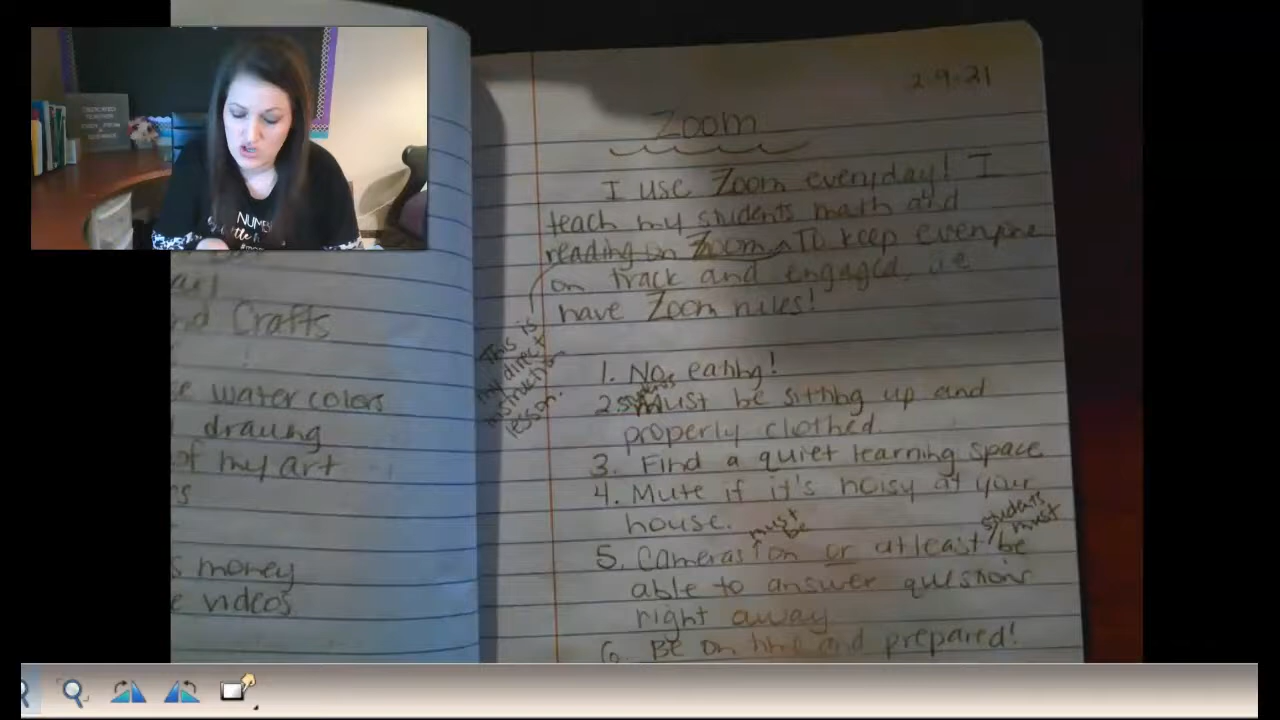 2.9.21
Zoom
I use Zoom everyday! I
teach my students math and
reading on Zoom. To keep everyone
on track and engaged, we
have Zoom rules!
This is
my direct
instruction
lesson.
1. No eating!
students
2. Must be sitting up and
properly clothed.
3. Find a quiet learning space
4. Mute if it's noisy at your
house.
must
be
students
must
5. Cameras on or atleast be
able to answer questions
right away
6. Be on time and prepared!
art
nd Crafts
watercolors
drawing
of my art
money
videos
NUMB